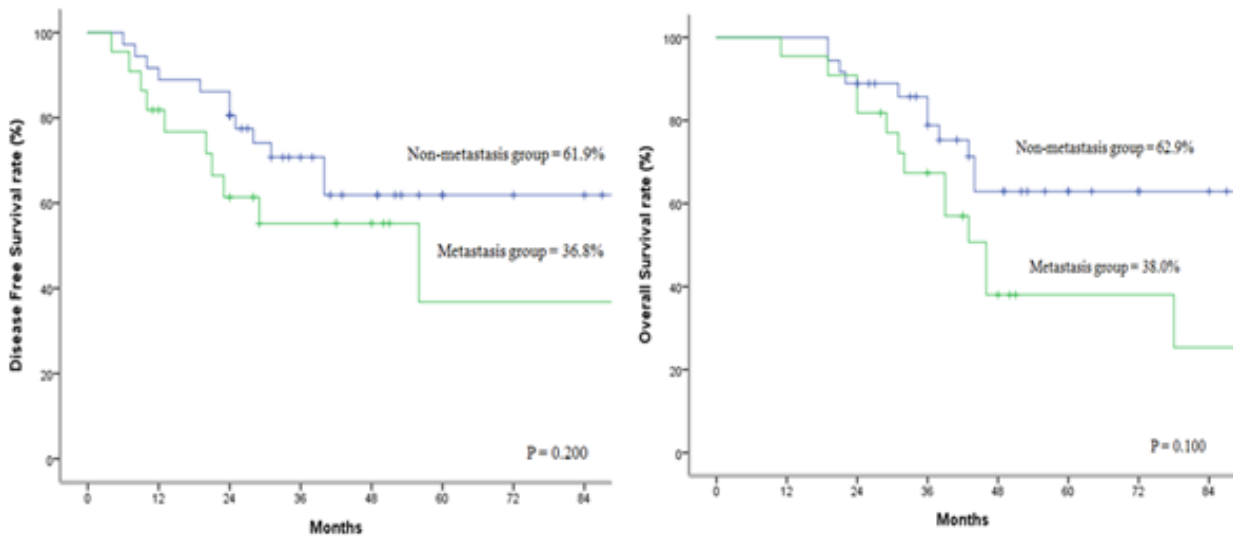 Disease Free Survival rate (%)
100
80
60
40
20
0
Non-metastasis group = 61.9%
Metastasis group = 36.8%
P = 0.200
0 12 24 36 48 60 72 84
Months
Overall Survival rate (%)
100
80
60
40
20
0
Non-metastasis group = 62.9%
Metastasis group = 38.0%
P = 0.100
0 12 24 36 48 60 72 84
Months